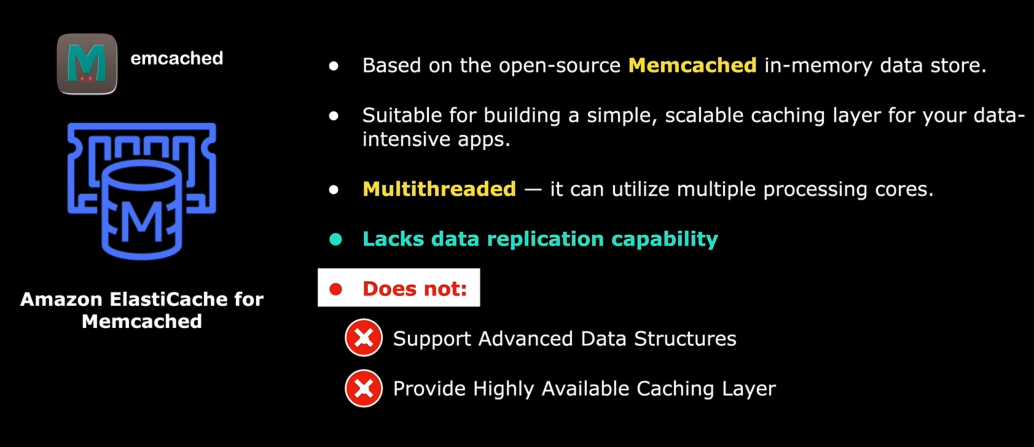 emcached
Amazon ElastiCache for
Memcached
● Based on the open-source Memcached in-memory data store.
● Suitable for building a simple, scalable caching layer for your data-
intensive apps.
● Multithreaded — it can utilize multiple processing cores.
● Lacks data replication capability
● Does not:
Support Advanced Data Structures
Provide Highly Available Caching Layer